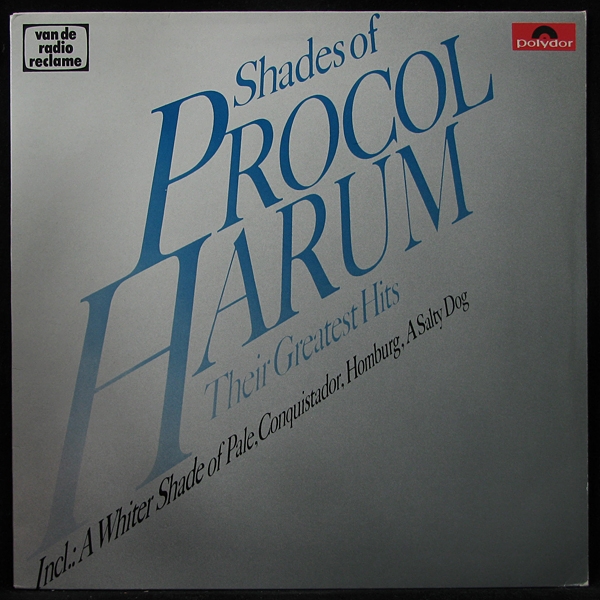 van de
radio
reclame
polydor
Shades of
PROCOL
HARUM
Their Greatest Hits
Incl.: A Whiter Shade of Pale, Conquistador, Homburg, A Salty Dog